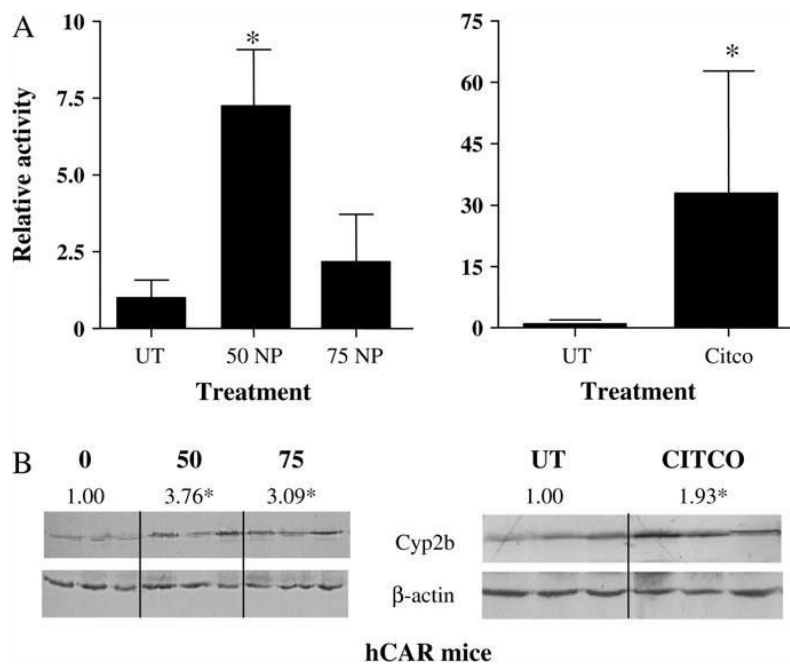 A
Relative activity
10
7.5
5.0
2.5
0
*
UT
50 NP
75 NP
Treatment
75
60
45
30
15
0
*
UT
Citco
Treatment
B
0
50
75
1.00
3.76*
3.09*
UT
CITCO
1.00
1.93*
Cyp2b
β-actin
hCAR mice